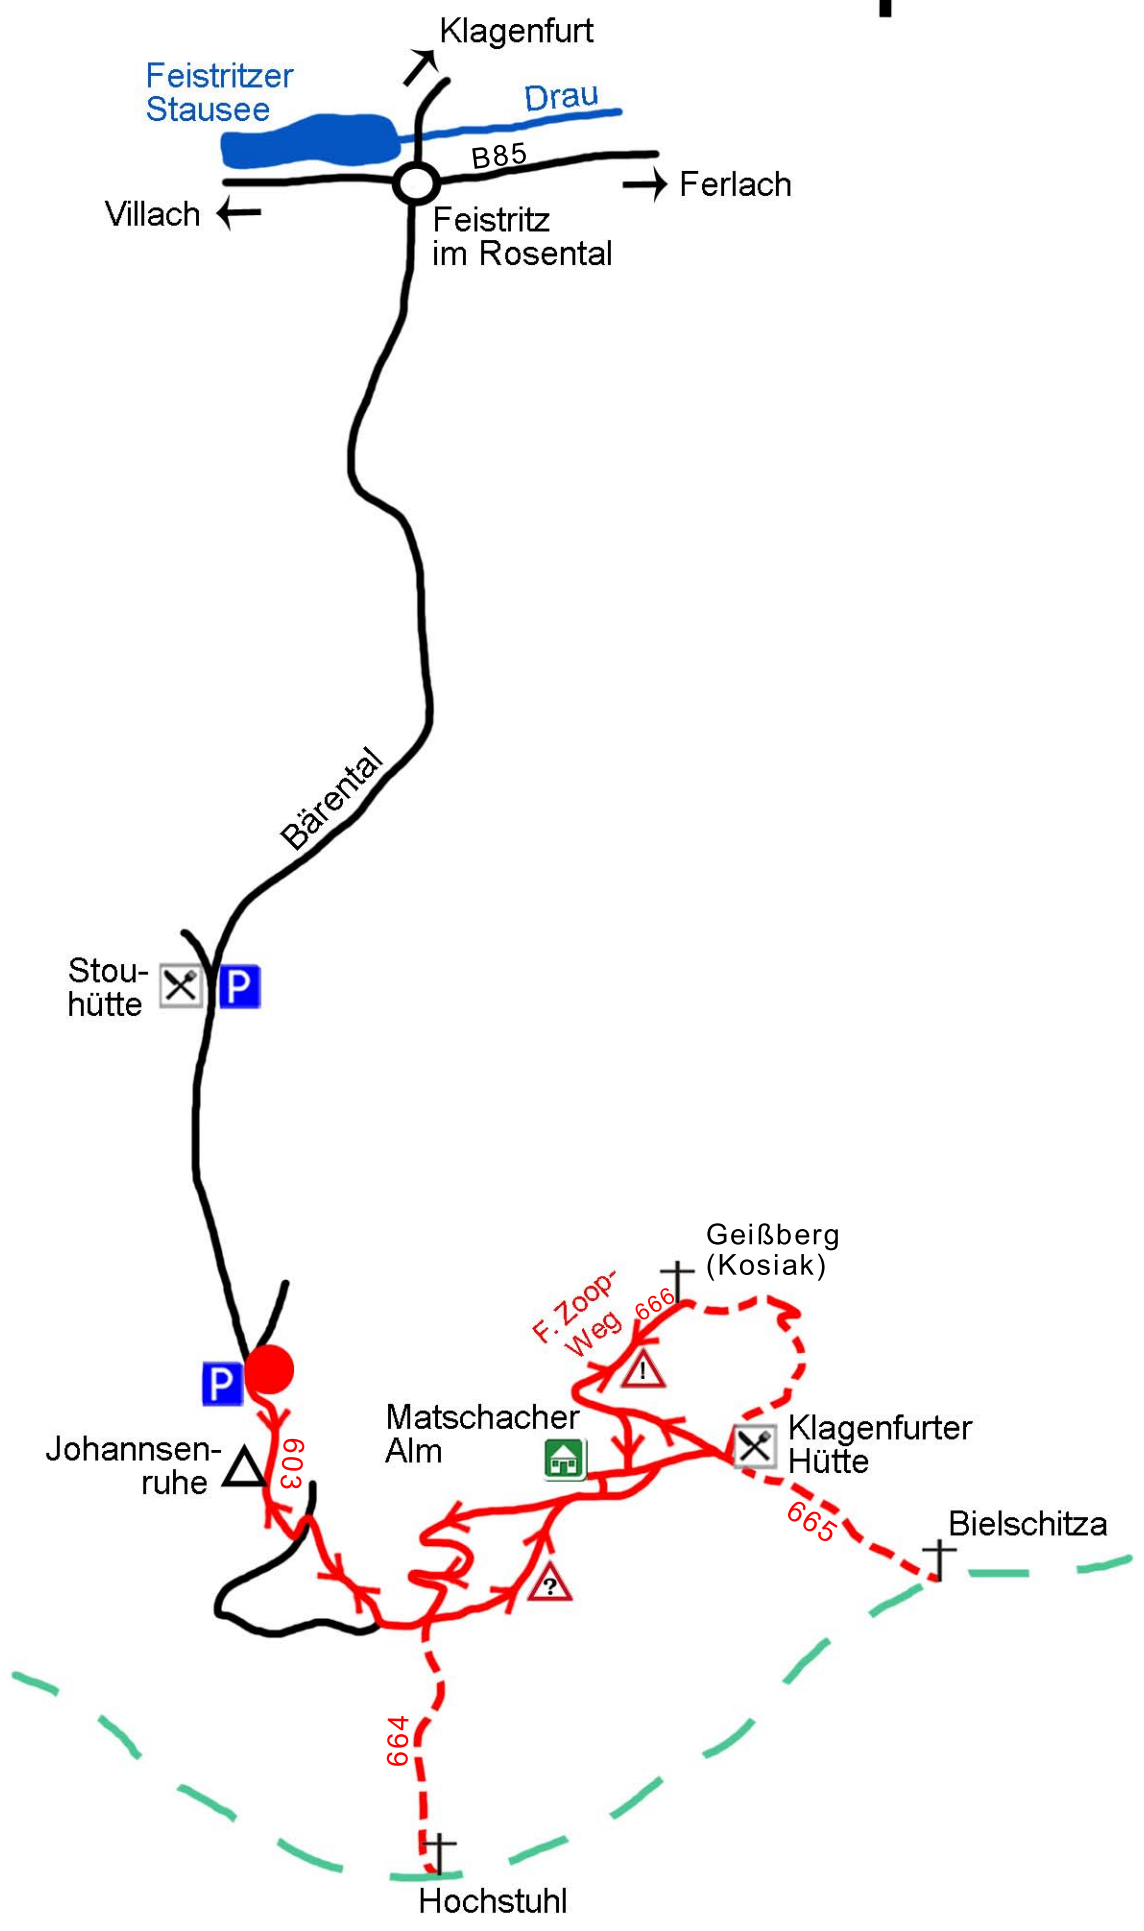 Klagenfurt
Feistritzer
Stausee
Drau
B85
Ferlach
Villach
Feistritz
im Rosental
Bärental
Stou-
hütte
P
Geißberg
(Kosiak)
F. Zoop-
Weg
666
!
P
Matschacher
Alm
Klagenfurter
Hütte
Johannsen-
ruhe
603
665
Bielschitza
?
664
Hochstuhl